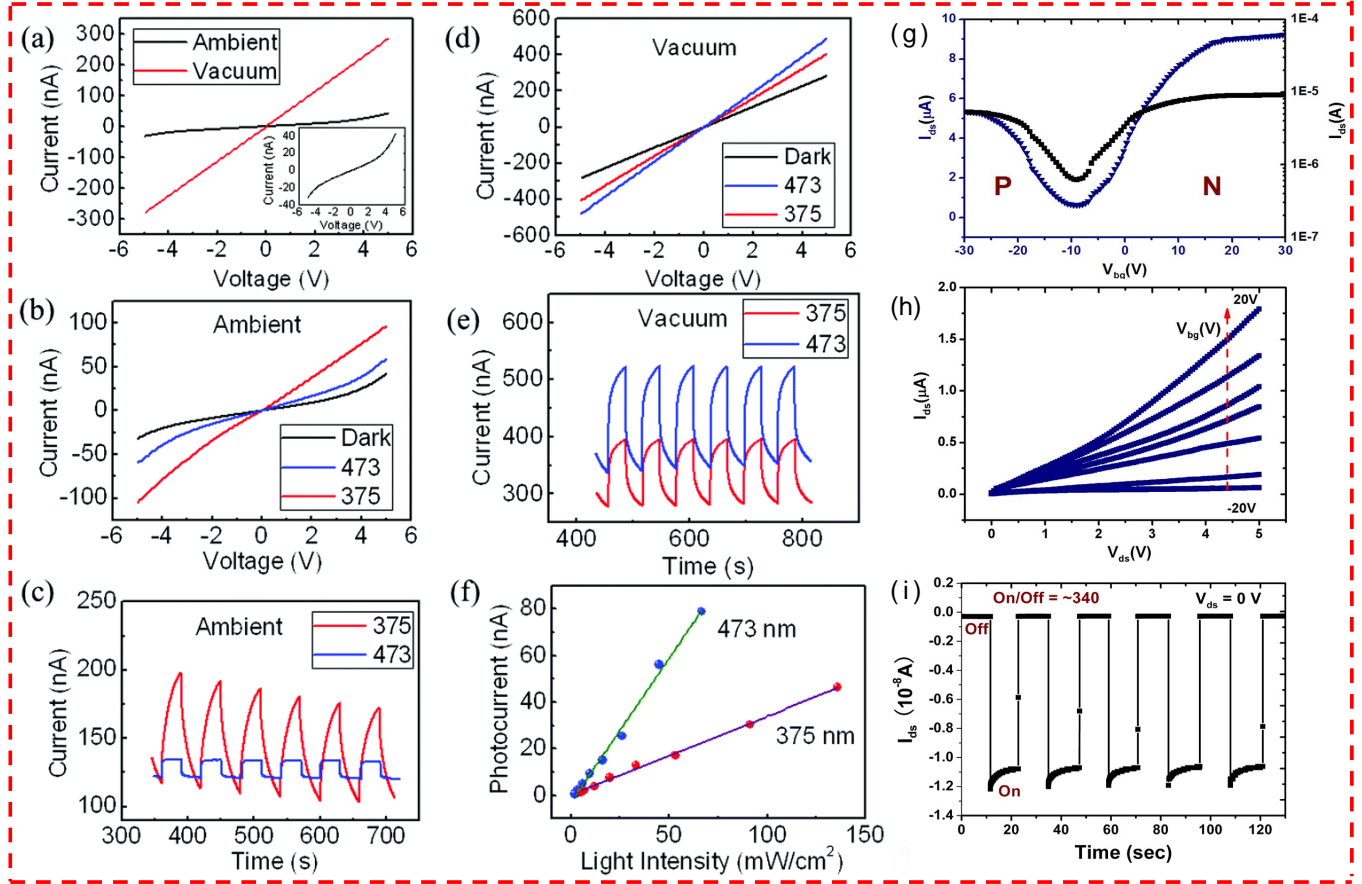 (a)
Ambient
Vacuum
Current (nA)
300
200
100
0
-100
-200
-300
-6 -4 -2 0 2 4 6
Voltage (V)
Current (nA)
40
20
0
-20
-40
-6 -4 -2 0 2 4 6
Voltage (V)
(b)
Ambient
Current (nA)
100
50
0
-50
-100
Dark
473
375
-6 -4 -2 0 2 4 6
Voltage (V)
(c)
Ambient
375
473
Current (nA)
250
200
150
100
300 400 500 600 700
Time (s)
(d)
Vacuum
Current (nA)
600
400
200
0
-200
-400
-600
Dark
473
375
-6 -4 -2 0 2 4 6
Voltage (V)
(e)
Vacuum
375
473
Current (nA)
600
500
400
300
400 600 800
Time (s)
(f)
Photocurrent (nA)
80
60
40
20
0
473 nm
375 nm
0 50 100 150
Light Intensity (mW/cm²)
(g)
I_ds(μA)
10
8
6
4
2
0
P
N
1E-4
1E-5
1E-6
1E-7
I_ds(A)
-30 -20 -10 0 10 20 30
V_bg(V)
(h)
I_ds(μA)
2.0
1.5
1.0
0.5
0.0
20V
V_bg(V)
-20V
0 1 2 3 4 5
V_ds(V)
(i)
I_ds (10⁻⁸A)
0.2
0.0
-0.2
-0.4
-0.6
-0.8
-1.0
-1.2
-1.4
On/Off = ~340
V_ds = 0 V
Off
On
0 20 40 60 80 100 120
Time (sec)